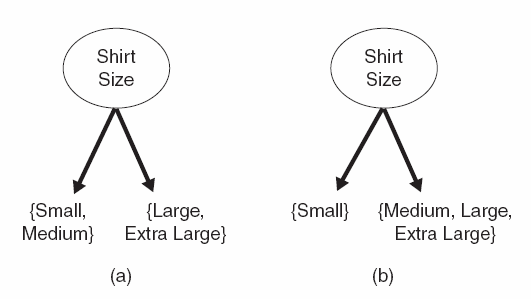 Shirt
Size
{Small,
Medium}
{Large,
Extra Large}
(a)
Shirt
Size
{Small}
{Medium, Large,
Extra Large}
(b)